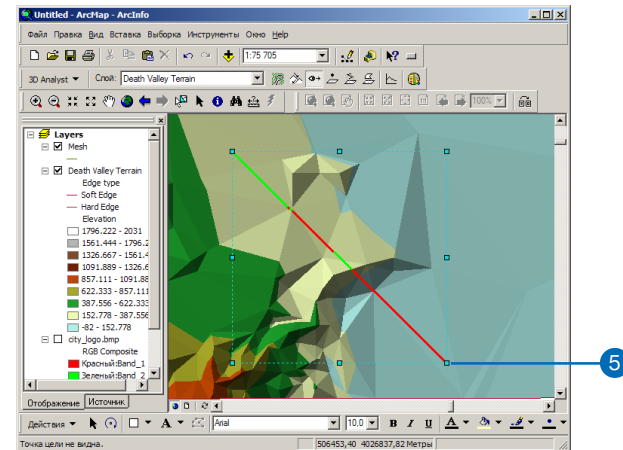 Untitled - ArcMap - ArcInfo
Файл Правка Вид Вставка Выборка Инструменты Окно Help
1:75 705
3D Analyst Слой: Death Valley Terrain
100%
Layers
Mesh
Death Valley Terrain
Edge type
Soft Edge
Hard Edge
Elevation
1796.222 - 2031
1561.444 - 1796.2
1326.667 - 1561.4
1091.889 - 1326.6
857.111 - 1091.88
622.333 - 857.111
387.556 - 622.333
152.778 - 387.556
-82 - 152.778
city_logo.bmp
RGB Composite
Красный:Band_1
Зеленый:Band_2
5
Отображение Источник
Действия A Arial 10,0 B I U A
Точка цели не видна. 506453,40 4026837,82 Метры